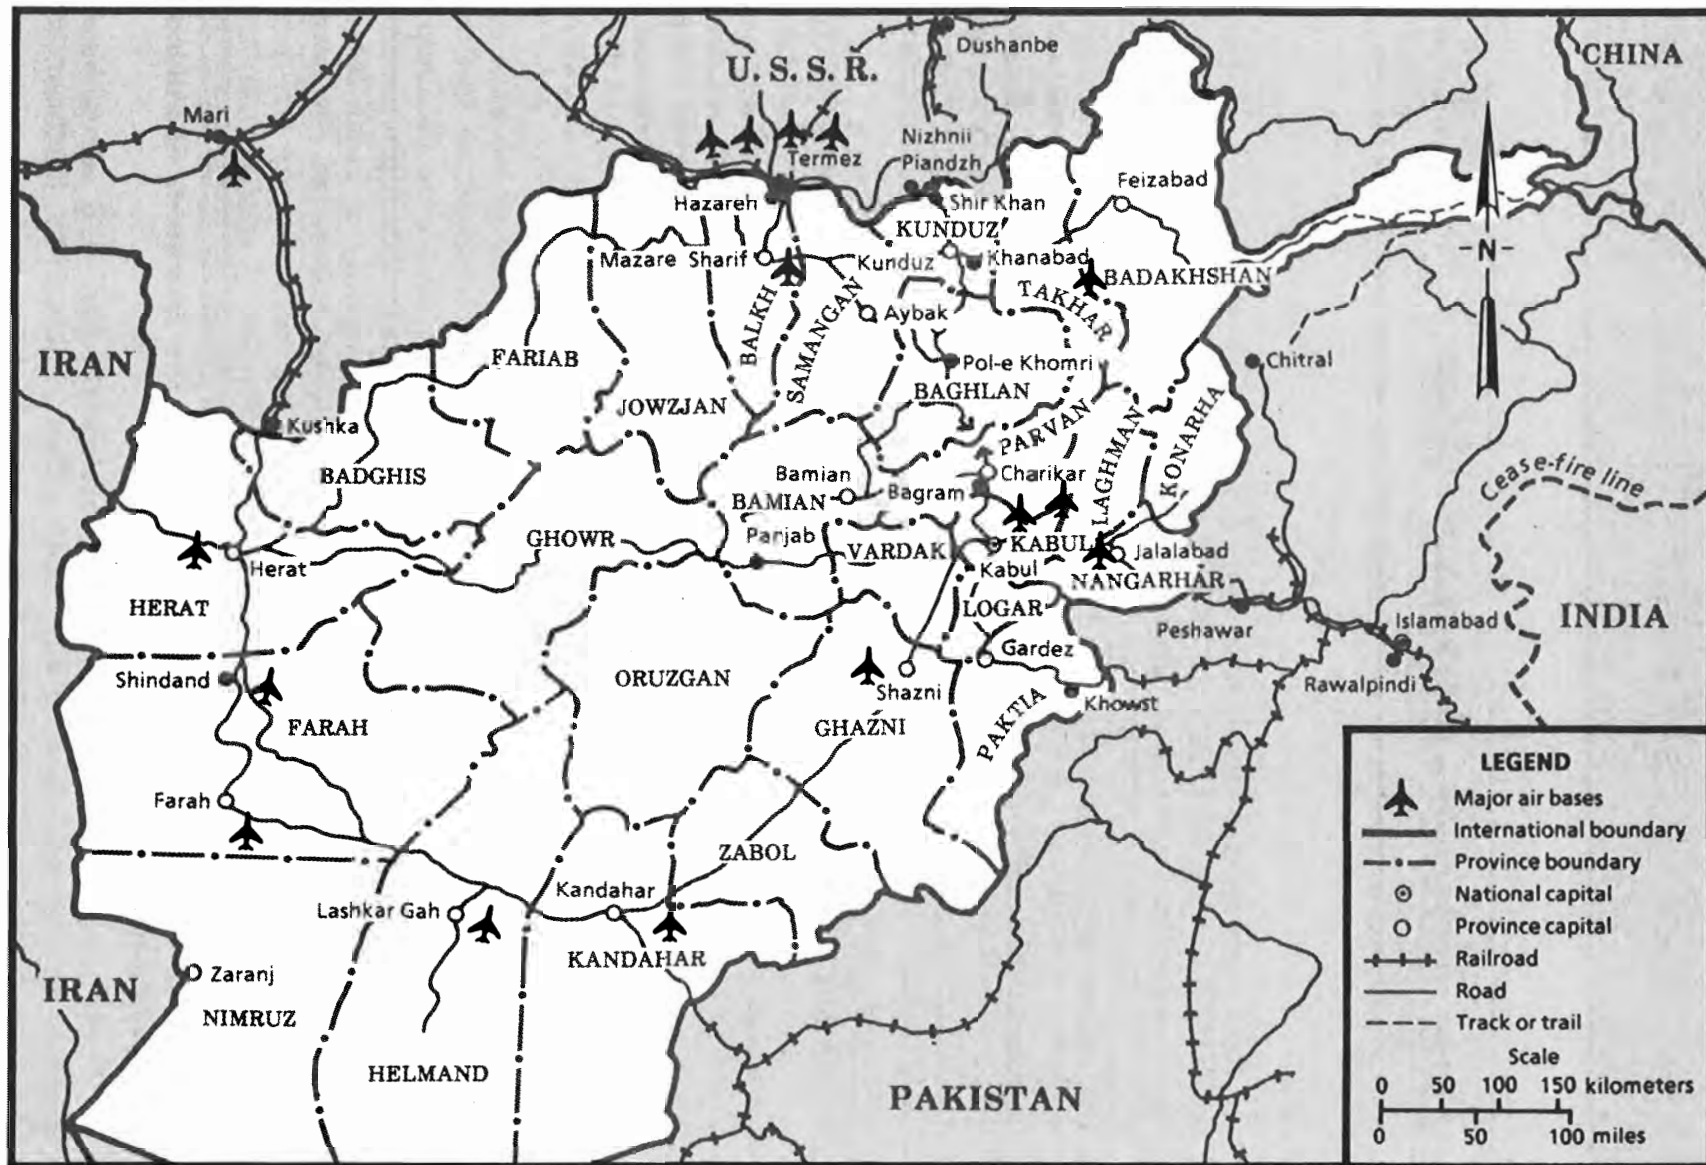 Dushanbe
U. S. S. R.
CHINA
Mari
Nizhnii
Piandzh
Termez
Feizabad
Hazareh
Shir Khan
KUNDUZ
N
Mazare Sharif
Kunduz
Khanabad
BADAKHSHAN
TAKHAR
BALKH
SAMANGAN
Aybak
IRAN
FARIAB
Pol-e Khomri
Chitral
BAGHLAN
JOWZJAN
KONARHA
PARVAN
LAGHMAN
Kushka
BADGHIS
Bamian
Charikar
BAMIAN
Bagram
Cease-fire line
Panjab
GHOWR
VARDAK
KABUL
Jalalabad
Herat
Kabul
NANGARHAR
HERAT
LOGAR
Peshawar
Islamabad
INDIA
Gardez
Shindand
ORUZGAN
Shazni
Rawalpindi
Khowst
FARAH
GHAZNI
PAKTIA
Farah
ZABOL
Kandahar
Lashkar Gah
KANDAHAR
Zaranj
IRAN
NIMRUZ
HELMAND
PAKISTAN
LEGEND
Major air bases
International boundary
Province boundary
National capital
Province capital
Railroad
Road
Track or trail
Scale
0 50 100 150 kilometers
0 50 100 miles